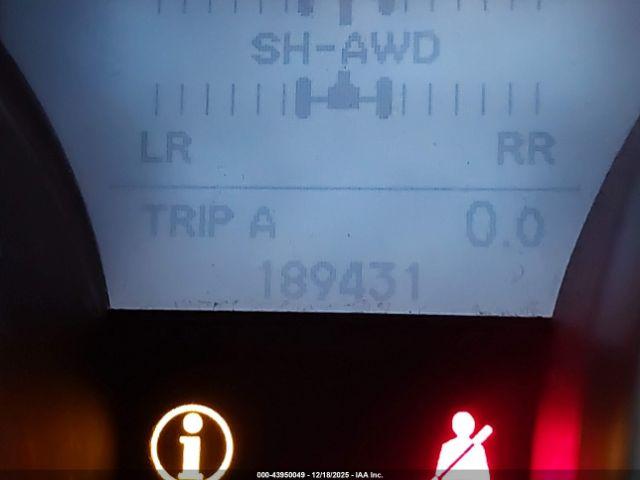 SH-AWD
LR RR
TRIP A 0.0
189431
000-43950049 - 12/18/2025 - IAA Inc.